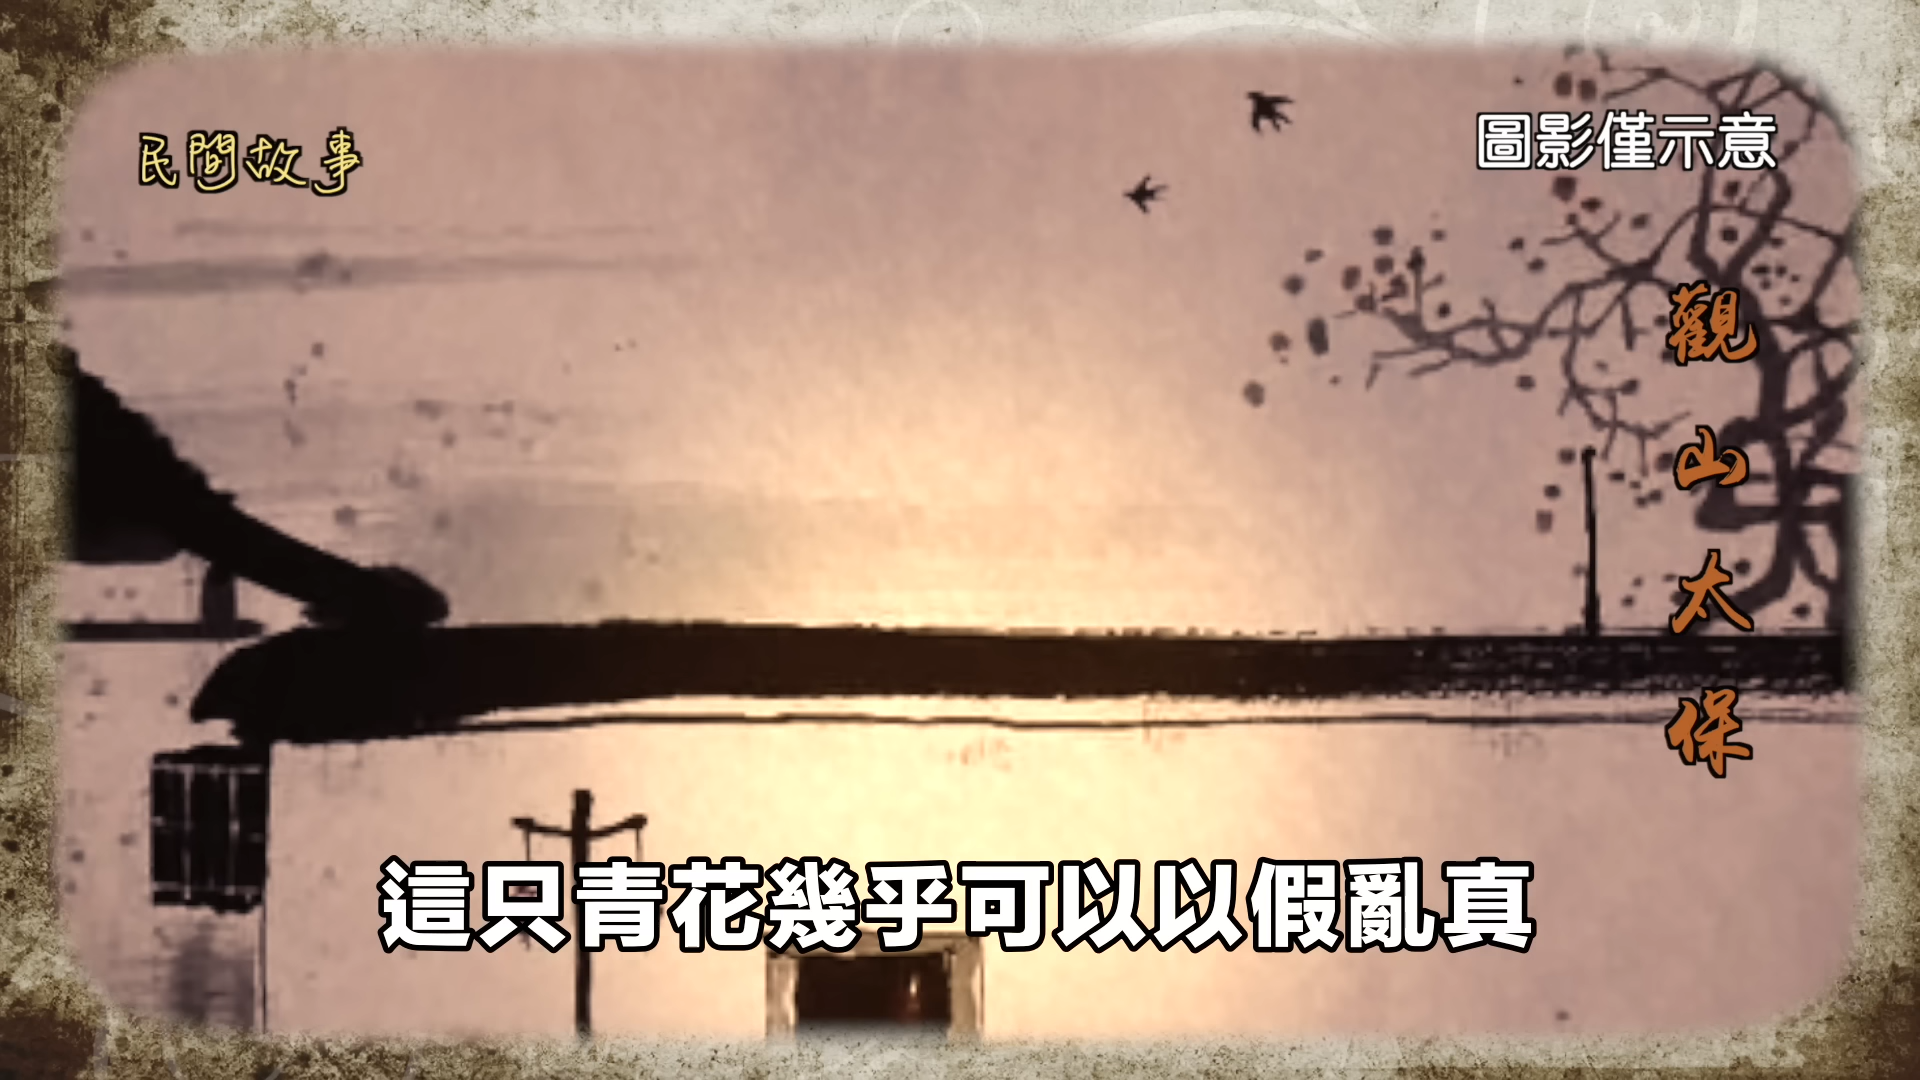 民間故事
圖影僅示意
觀山太保
這只青花幾乎可以以假亂真